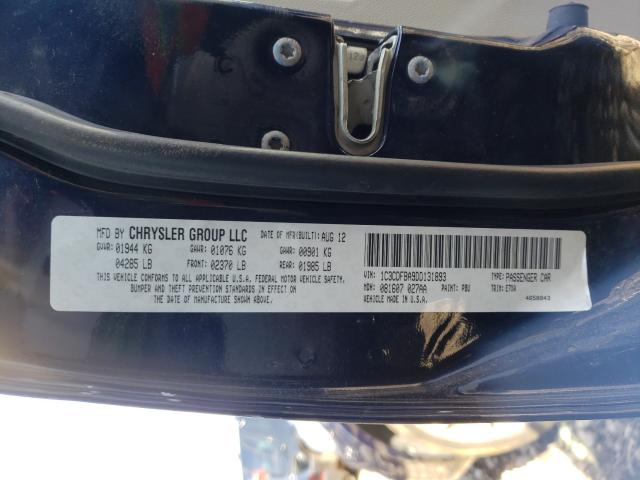 120
MFD BY CHRYSLER GROUP LLC DATE OF MFR(BUILT): AUG 12
GVWR: 01944 KG GAWR: 01076 KG GAWR: 00901 KG
04285 LB FRONT: 02370 LB REAR: 01985 LB
THIS VEHICLE CONFORMS TO ALL APPLICABLE U.S.A. FEDERAL MOTOR VEHICLE SAFETY,
BUMPER AND THEFT PREVENTION STANDARDS IN EFFECT ON
THE DATE OF MANUFACTURE SHOWN ABOVE.
VIN: 1C3CDFBA9DD131893 TYPE: PASSENGER CAR
MDH: 081607 027AA PAINT: PBU TRIM: E7VA
VEHICLE MADE IN U.S.A. 4658843